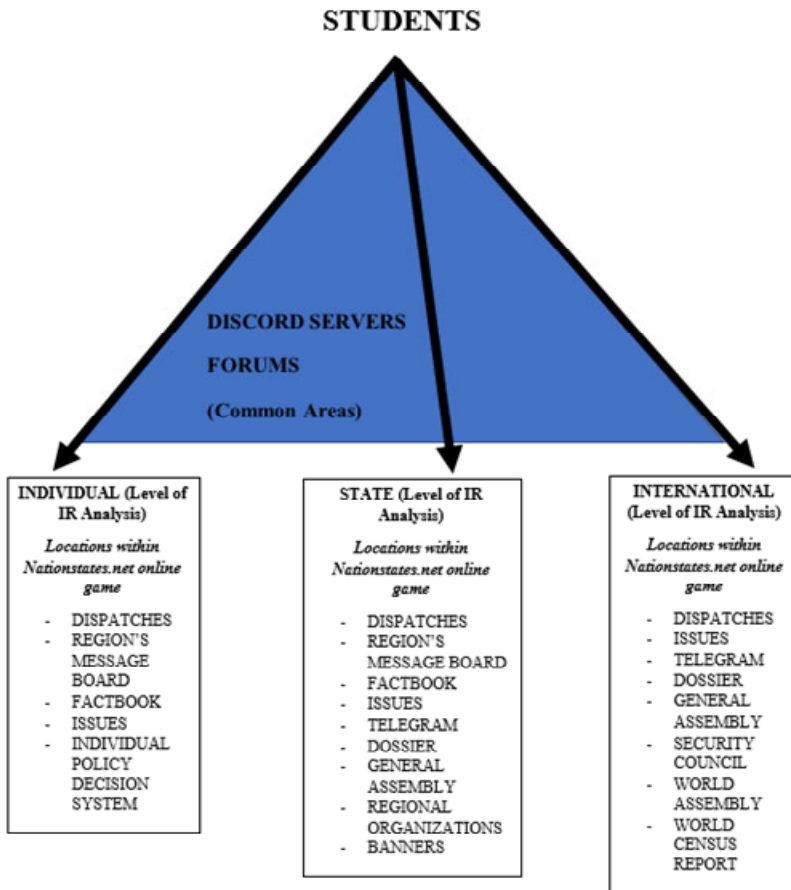 STUDENTS
DISCORD SERVERS
FORUMS
(Common Areas)
INDIVIDUAL (Level of
IR Analysis)
Locations within
Nationstates.net online
game
- DISPATCHES
- REGION’S
MESSAGE
BOARD
- FACTBOOK
- ISSUES
- INDIVIDUAL
POLICY
DECISION
SYSTEM
STATE (Level of IR
Analysis)
Locations within
Nationstates.net online
game
- DISPATCHES
- REGION’S
MESSAGE BOARD
- FACTBOOK
- ISSUES
- TELEGRAM
- DOSSIER
- GENERAL
ASSEMBLY
- REGIONAL
ORGANIZATIONS
- BANNERS
INTERNATIONAL
(Level of IR Analysis)
Locations within
Nationstates.net online
game
- DISPATCHES
- ISSUES
- TELEGRAM
- DOSSIER
- GENERAL
ASSEMBLY
- SECURITY
COUNCIL
- WORLD
ASSEMBLY
- WORLD
CENSUS
REPORT